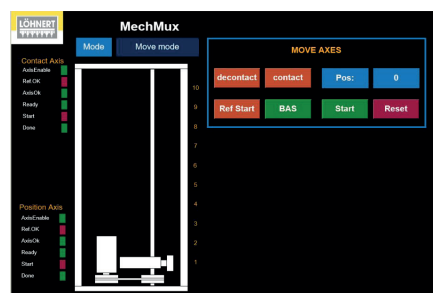 LÖHNERT
MechMux
Mode
Move mode
Contact Axis
AxisEnable
Ref.OK
AxisOk
Ready
Start
Done
10
9
8
7
6
5
4
3
2
1
Position Axis
AxisEnable
Ref.OK
AxisOk
Ready
Start
Done
MOVE AXES
decontact
contact
Pos:
0
Ref Start
BAS
Start
Reset